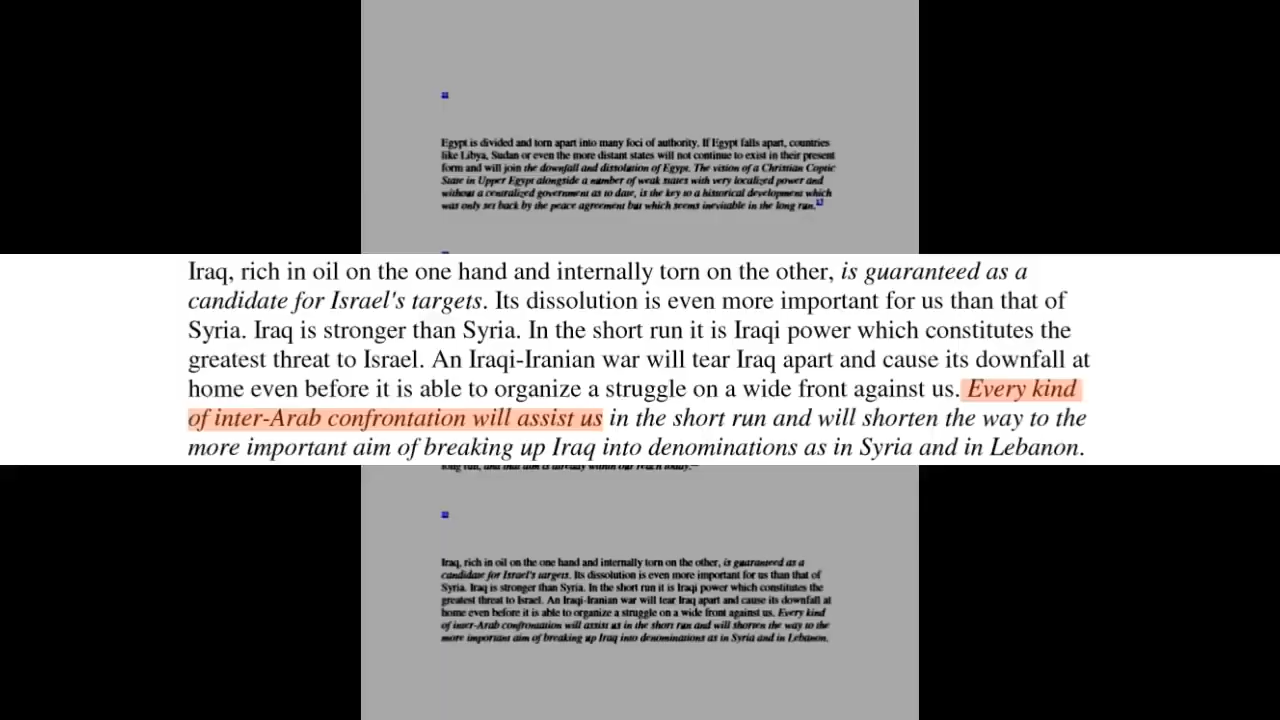 Egypt is divided and torn apart into many foci of authority. If Egypt falls apart, countries
like Libya, Sudan or even the more distant states will not continue to exist in their present
form and will join the downfall and dissolution of Egypt. The vision of a Christian Coptic
State in Upper Egypt alongside a number of weak states with very localized power and
without a centralized government as to date, is the key to a historical development which
was only set back by the peace agreement but which seems inevitable in the long run.
Iraq, rich in oil on the one hand and internally torn on the other, is guaranteed as a
candidate for Israel's targets. Its dissolution is even more important for us than that of
Syria. Iraq is stronger than Syria. In the short run it is Iraqi power which constitutes the
greatest threat to Israel. An Iraqi-Iranian war will tear Iraq apart and cause its downfall at
home even before it is able to organize a struggle on a wide front against us. Every kind
of inter-Arab confrontation will assist us in the short run and will shorten the way to the
more important aim of breaking up Iraq into denominations as in Syria and in Lebanon.
long run, and that aim is already within our reach today.
Iraq, rich in oil on the one hand and internally torn on the other, is guaranteed as a
candidate for Israel's targets. Its dissolution is even more important for us than that of
Syria. Iraq is stronger than Syria. In the short run it is Iraqi power which constitutes the
greatest threat to Israel. An Iraqi-Iranian war will tear Iraq apart and cause its downfall at
home even before it is able to organize a struggle on a wide front against us. Every kind
of inter-Arab confrontation will assist us in the short run and will shorten the way to the
more important aim of breaking up Iraq into denominations as in Syria and in Lebanon.